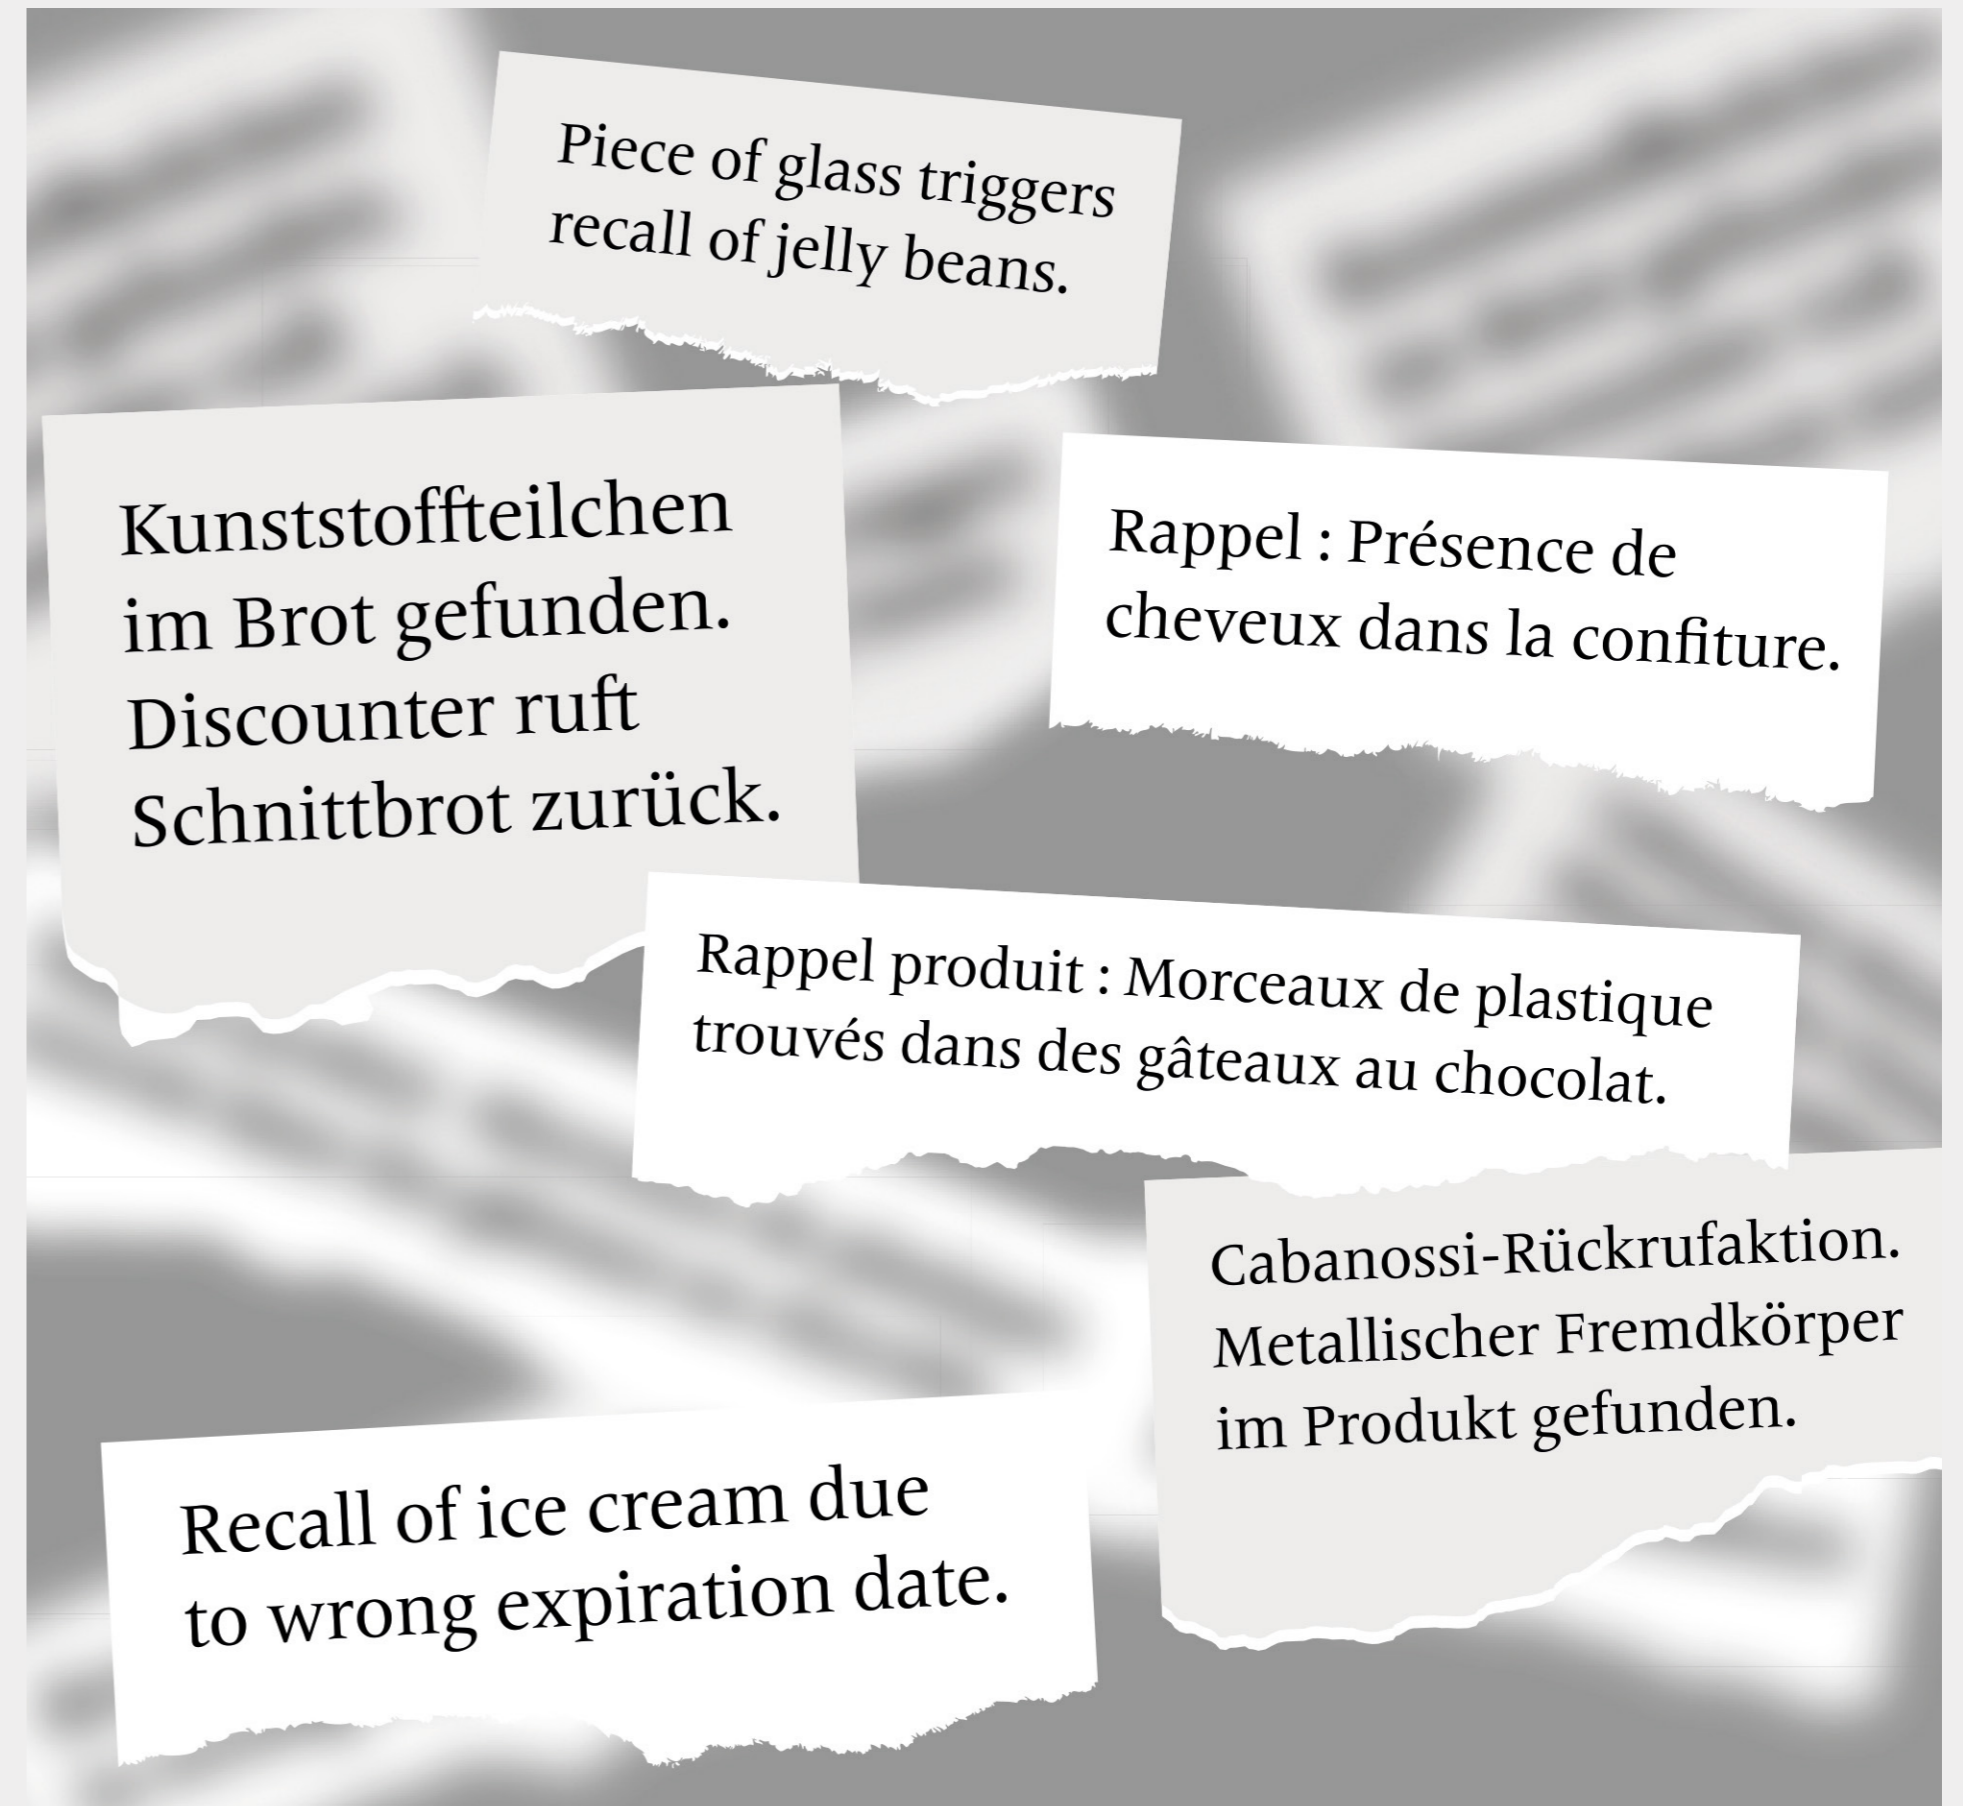 Piece of glass triggers
recall of jelly beans.
Kunststoffteilchen
im Brot gefunden.
Discounter ruft
Schnittbrot zurück.
Rappel : Présence de
cheveux dans la confiture.
Rappel produit : Morceaux de plastique
trouvés dans des gâteaux au chocolat.
Cabanossi-Rückrufaktion.
Metallischer Fremdkörper
im Produkt gefunden.
Recall of ice cream due
to wrong expiration date.